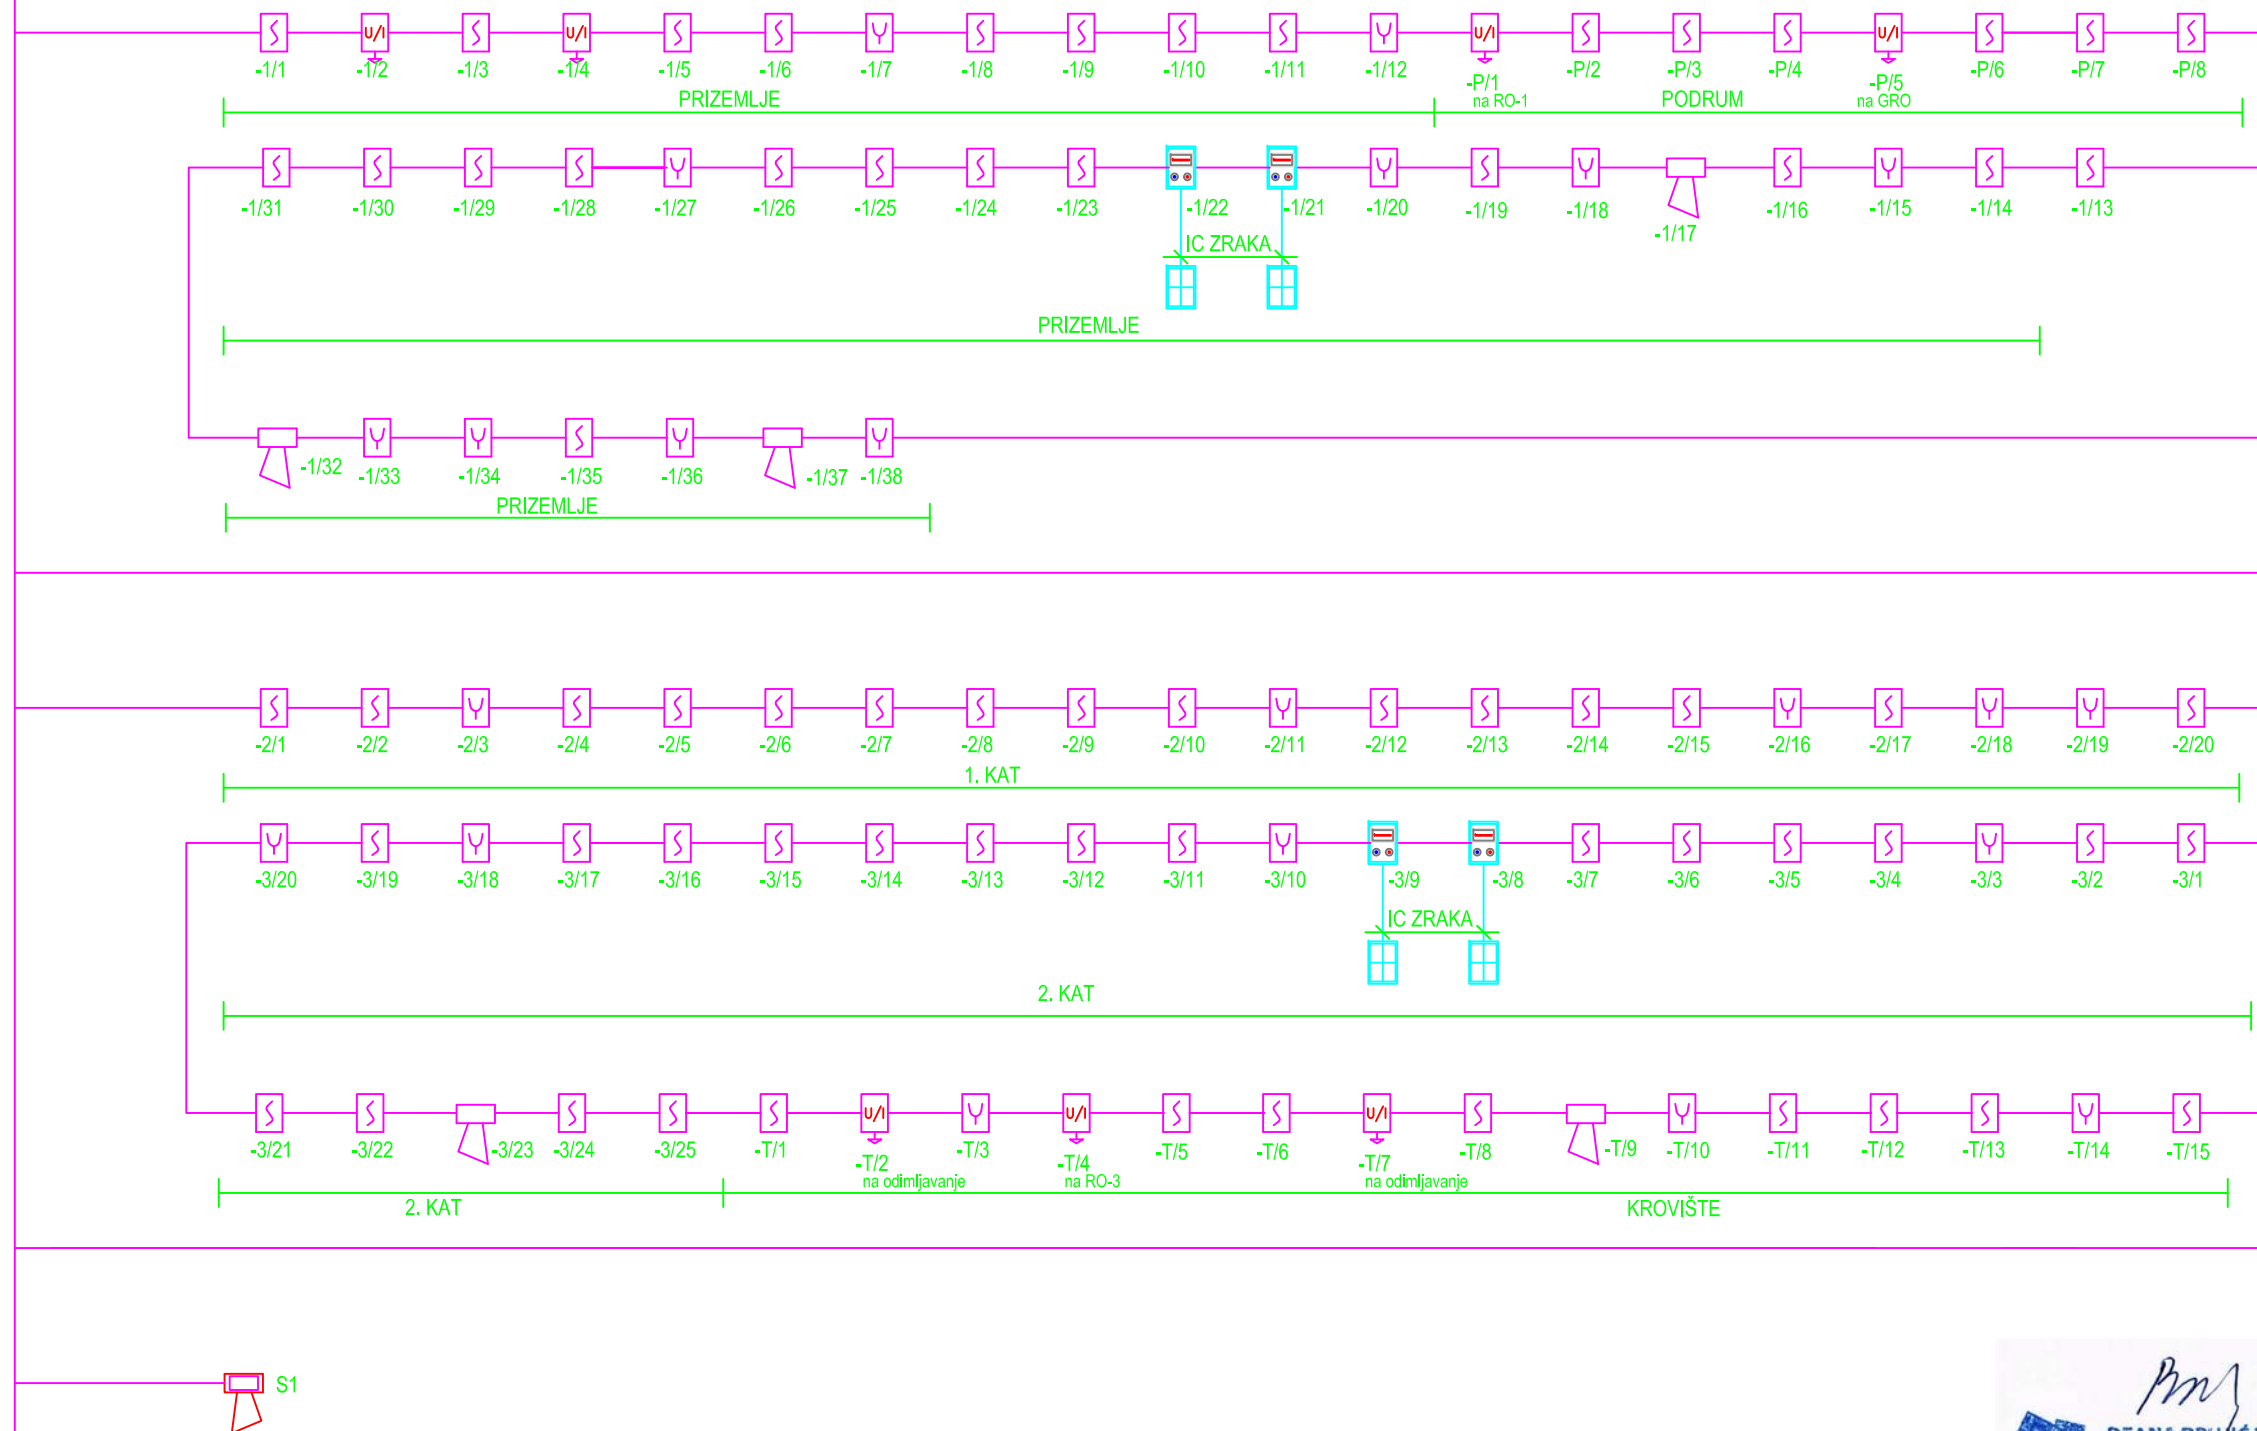 U/I U/I U/I U/I
-1/1 -1/2 -1/3 -1/4 -1/5 -1/6 -1/7 -1/8 -1/9 -1/10 -1/11 -1/12 -P/1 -P/2 -P/3 -P/4 -P/5 -P/6 -P/7 -P/8
na RO-1 na GRO
PRIZEMLJE PODRUM
-1/31 -1/30 -1/29 -1/28 -1/27 -1/26 -1/25 -1/24 -1/23 -1/22 -1/21 -1/20 -1/19 -1/18 -1/17 -1/16 -1/15 -1/14 -1/13
IC ZRAKA
PRIZEMLJE
-1/32 -1/33 -1/34 -1/35 -1/36 -1/37 -1/38
PRIZEMLJE
-2/1 -2/2 -2/3 -2/4 -2/5 -2/6 -2/7 -2/8 -2/9 -2/10 -2/11 -2/12 -2/13 -2/14 -2/15 -2/16 -2/17 -2/18 -2/19 -2/20
1. KAT
-3/20 -3/19 -3/18 -3/17 -3/16 -3/15 -3/14 -3/13 -3/12 -3/11 -3/10 -3/9 -3/8 -3/7 -3/6 -3/5 -3/4 -3/3 -3/2 -3/1
IC ZRAKA
2. KAT
U/I U/I U/I
-3/21 -3/22 -3/23 -3/24 -3/25 -T/1 -T/2 -T/3 -T/4 -T/5 -T/6 -T/7 -T/8 -T/9 -T/10 -T/11 -T/12 -T/13 -T/14 -T/15
na odimljavanje na RO-3 na odimljavanje
2. KAT KROVIŠTE
S1